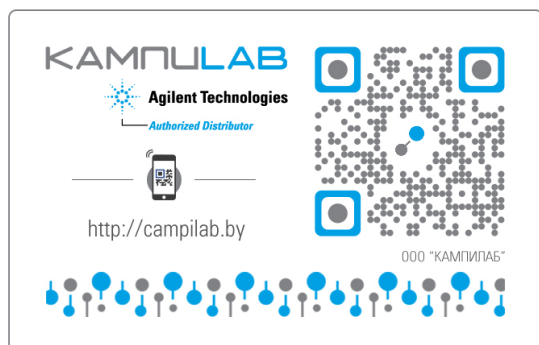 КАМПИLAB
Agilent Technologies
Authorized Distributor
http://campilab.by
ООО "КАМПИЛАБ"